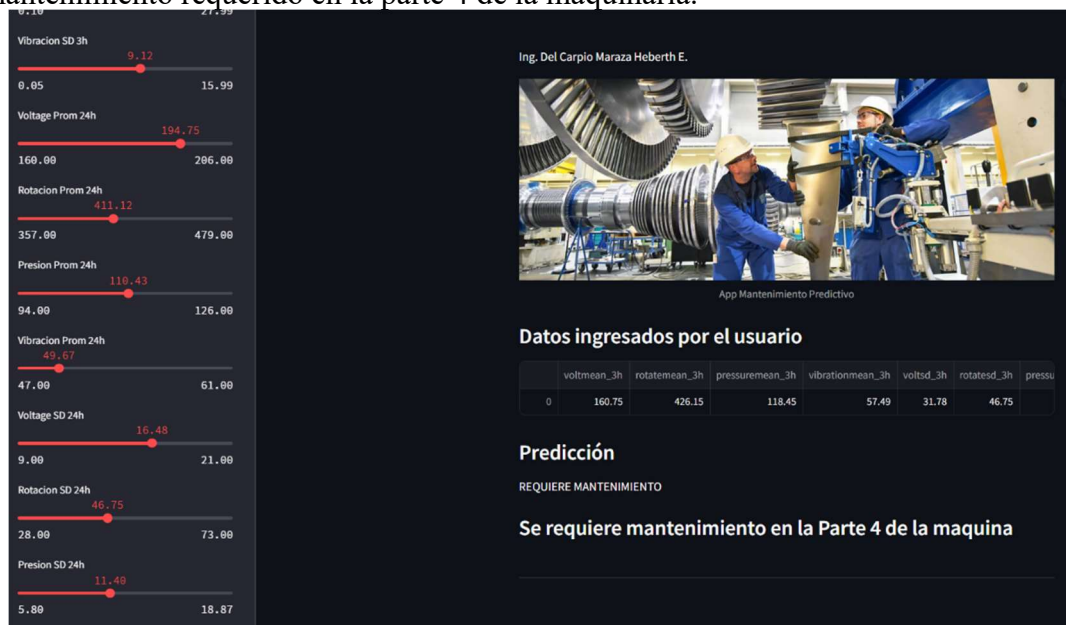 mantenimiento requerido en la parte 4 de la maquinaria.
0.10 27.99
Vibracion SD 3h
9.12
0.05 15.99
Voltage Prom 24h
194.75
160.00 206.00
Rotacion Prom 24h
411.12
357.00 479.00
Presion Prom 24h
110.43
94.00 126.00
Vibracion Prom 24h
49.67
47.00 61.00
Voltage SD 24h
16.48
9.00 21.00
Rotacion SD 24h
46.75
28.00 73.00
Presion SD 24h
11.40
5.80 18.87
Ing. Del Carpio Maraza Heberth E.
App Mantenimiento Predictivo
Datos ingresados por el usuario
voltmean_3h rotatemean_3h pressuremean_3h vibrationmean_3h voltsd_3h rotatesd_3h pressu
0 160.75 426.15 118.45 57.49 31.78 46.75
Predicción
REQUIERE MANTENIMIENTO
Se requiere mantenimiento en la Parte 4 de la maquina